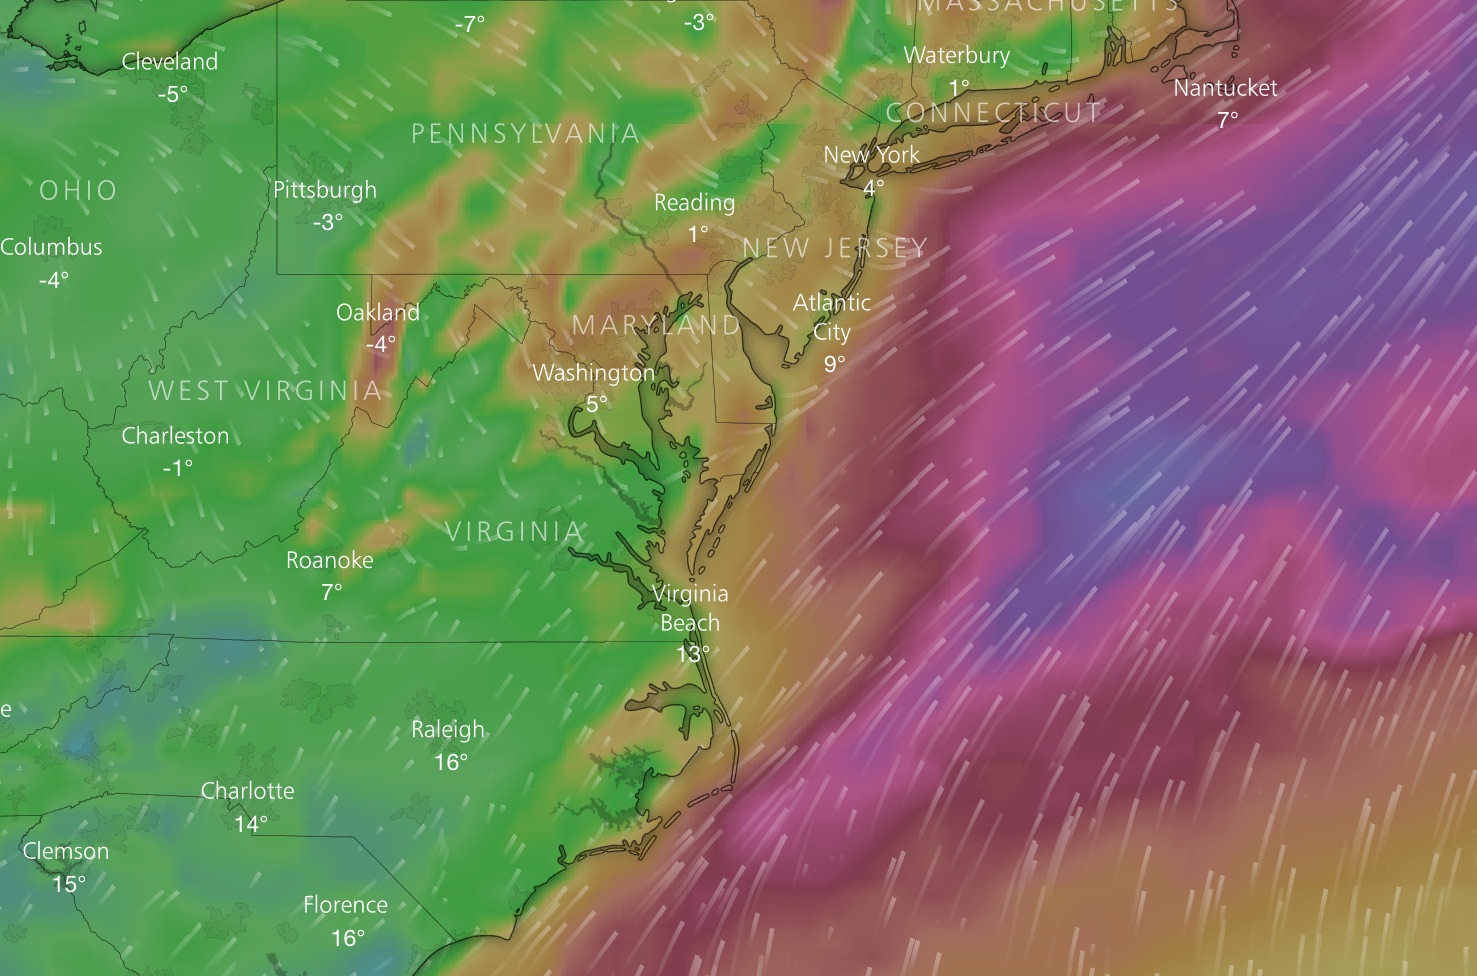 MASSACHUSETTS
-7°
-3°
Cleveland
-5°
Waterbury
1°
Nantucket
7°
CONNECTICUT
PENNSYLVANIA
New York
4°
OHIO
Pittsburgh
-3°
Reading
1°
Columbus
-4°
NEW JERSEY
Oakland
-4°
MARYLAND
Atlantic
City
9°
Washington
5°
WEST VIRGINIA
Charleston
-1°
VIRGINIA
Roanoke
7°
Virginia
Beach
13°
e
Raleigh
16°
Charlotte
14°
Clemson
15°
Florence
16°